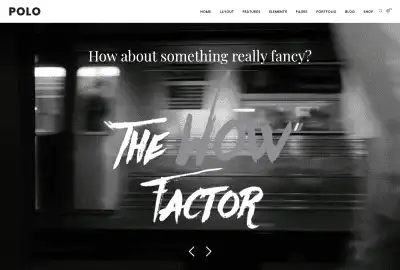 POLO
HOME LAYOUT FEATURES ELEMENTS PAGES PORTFOLIO BLOG SHOP
How about something really fancy?
"THE WOW"
FACTOR